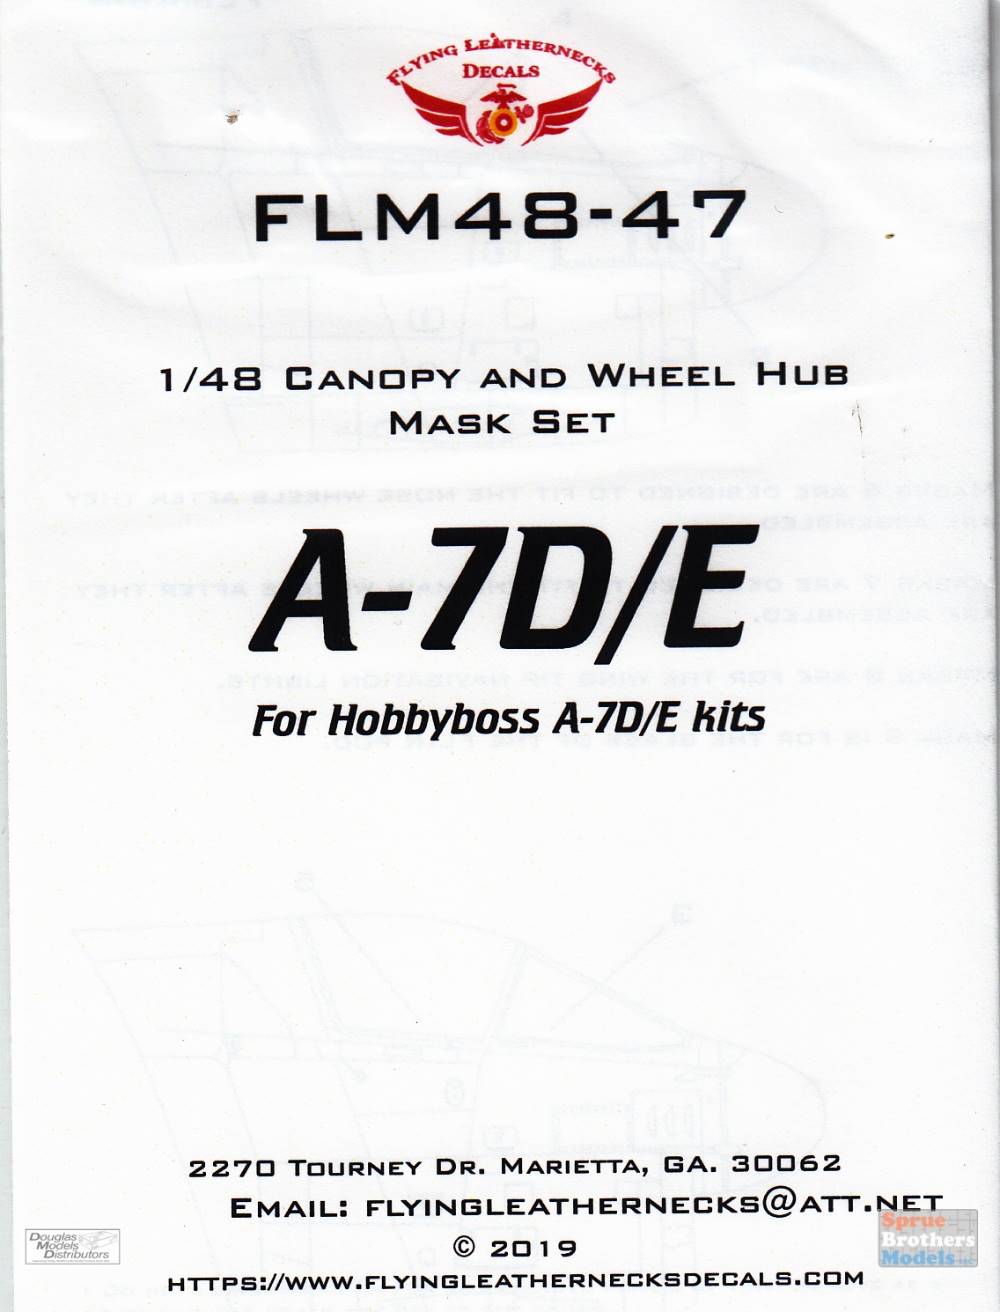 Flying Leathernecks
Decals
FLM48-47
1/48 Canopy and Wheel Hub
Mask Set
A-7D/E
For Hobbyboss A-7D/E kits
2270 Tourney Dr. Marietta, GA. 30062
Email: flyingleathernecks@att.net
© 2019
https://www.flyingleathernecksdecals.com
Douglas
Models
Distributors
Sprue
Brothers
Models LLC